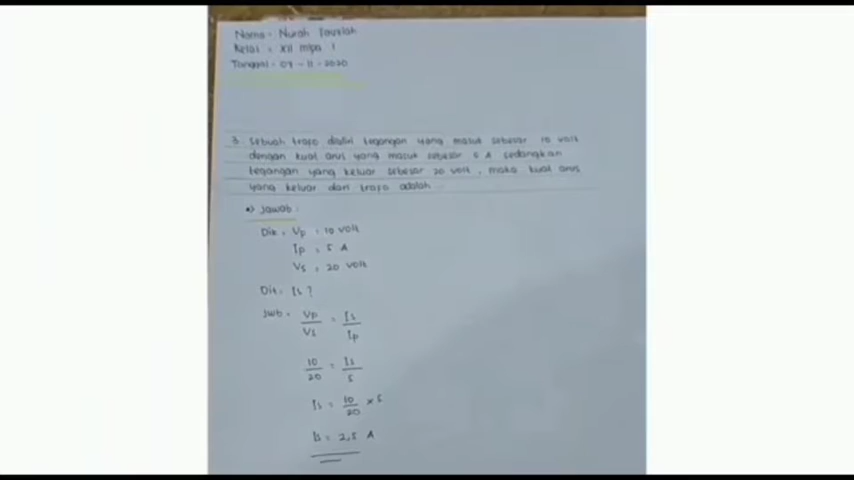 Nama : Nurah Fauziah
Kelas : XII mipa 1
Tanggal : 07 - 11 - 2020
3. Sebuah trafo dialiri tegangan yang masuk sebesar 10 volt
dengan kuat arus yang masuk sebesar 5 A sedangkan
tegangan yang keluar sebesar 20 volt, maka kuat arus
yang keluar dari trafo adalah
Jawab :
Dik : Vp = 10 volt
Ip = 5 A
Vs = 20 volt
Dit : Is ?
Jwb : Vp/Vs = Is/Ip
10/20 = Is/5
Is = 10/20 x 5
Is = 2,5 A